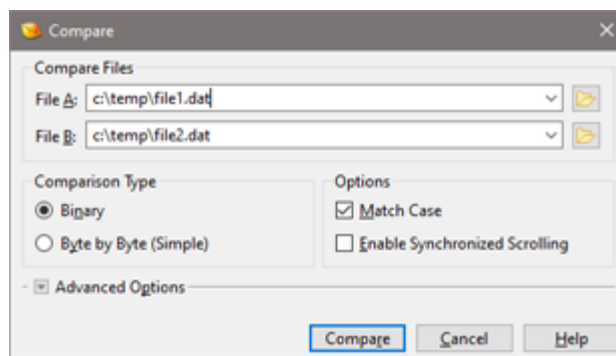 Compare
Compare Files
File A: c:\temp\file1.dat
File B: c:\temp\file2.dat
Comparison Type
Binary
Byte by Byte (Simple)
Options
Match Case
Enable Synchronized Scrolling
Advanced Options
Compare Cancel Help